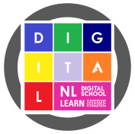 D I G
I T A
L NL DIGITAL SCHOOL
LEARN HERE